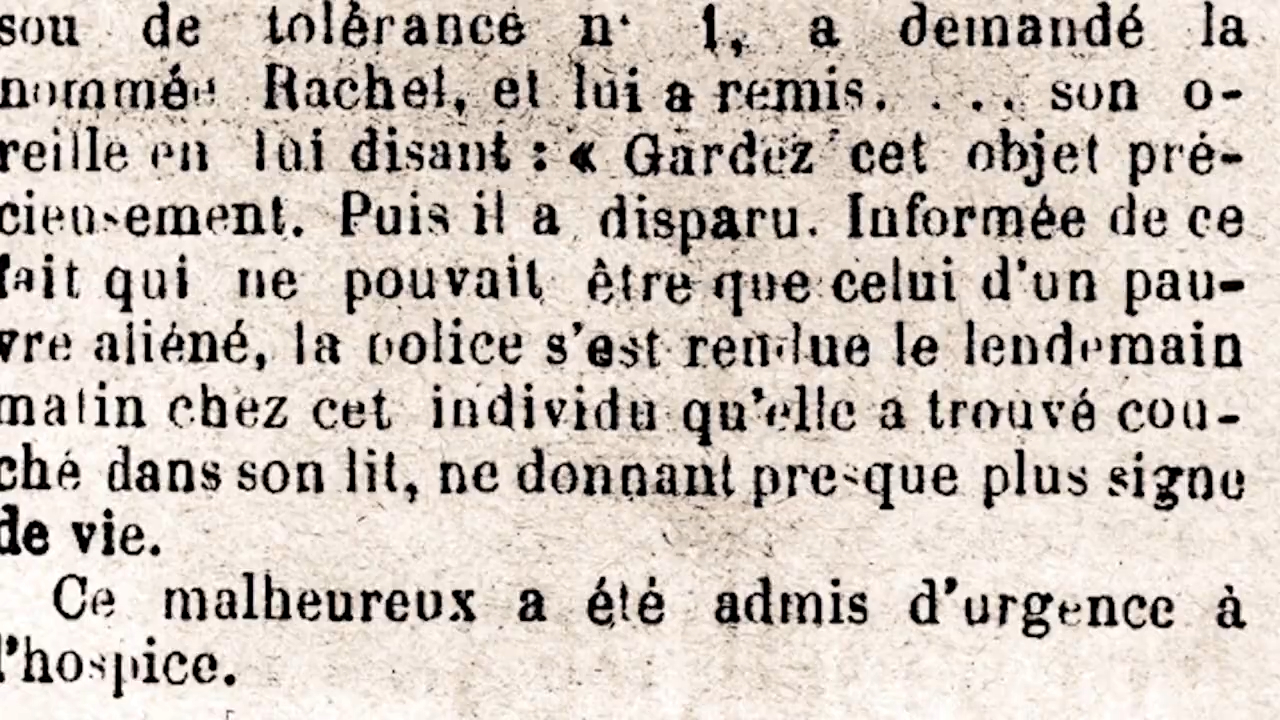 sou de tolérance n° 1, a demandé la
nommée Rachel, et lui a remis. . . . son o-
reille en lui disant : « Gardez cet objet pré-
cieusement. Puis il a disparu. Informée de ce
fait qui ne pouvait être que celui d'un pau-
vre aliéné, la police s'est rendue le lendemain
matin chez cet individu qu'elle a trouvé cou-
ché dans son lit, ne donnant presque plus signe
de vie.
Ce malheureux a été admis d'urgence à
l'hospice.